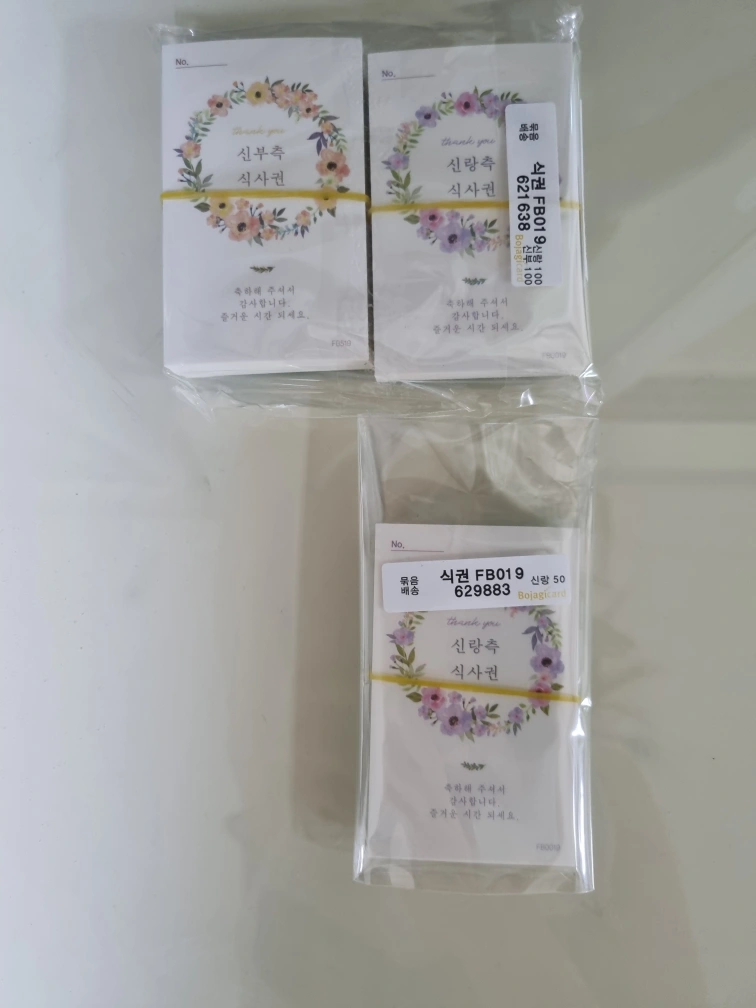 No.
thank you
신부측
식사권
축하해 주셔서
감사합니다.
즐거운 시간 되세요.
No.
thank you
신랑측
식사권
축하해 주셔서
감사합니다.
즐거운 시간 되세요.
묶음
배송
식권 FB019
621638
신랑 100
신부 100
Bojagicard
No.
묶음
배송
식권 FB019
629883
신랑 50
Bojagicard
thank you
신랑측
식사권
축하해 주셔서
감사합니다.
즐거운 시간 되세요.